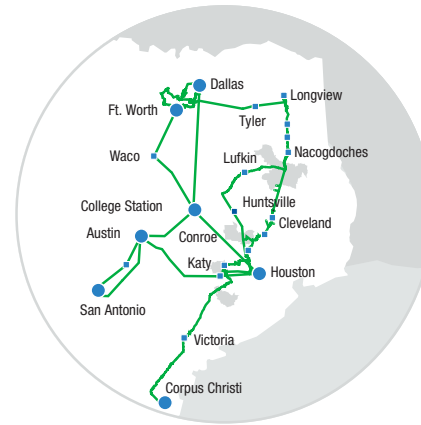 Dallas
Longview
Ft. Worth
Tyler
Waco
Lufkin
Nacogdoches
College Station
Huntsville
Austin
Conroe
Cleveland
Katy
Houston
San Antonio
Victoria
Corpus Christi